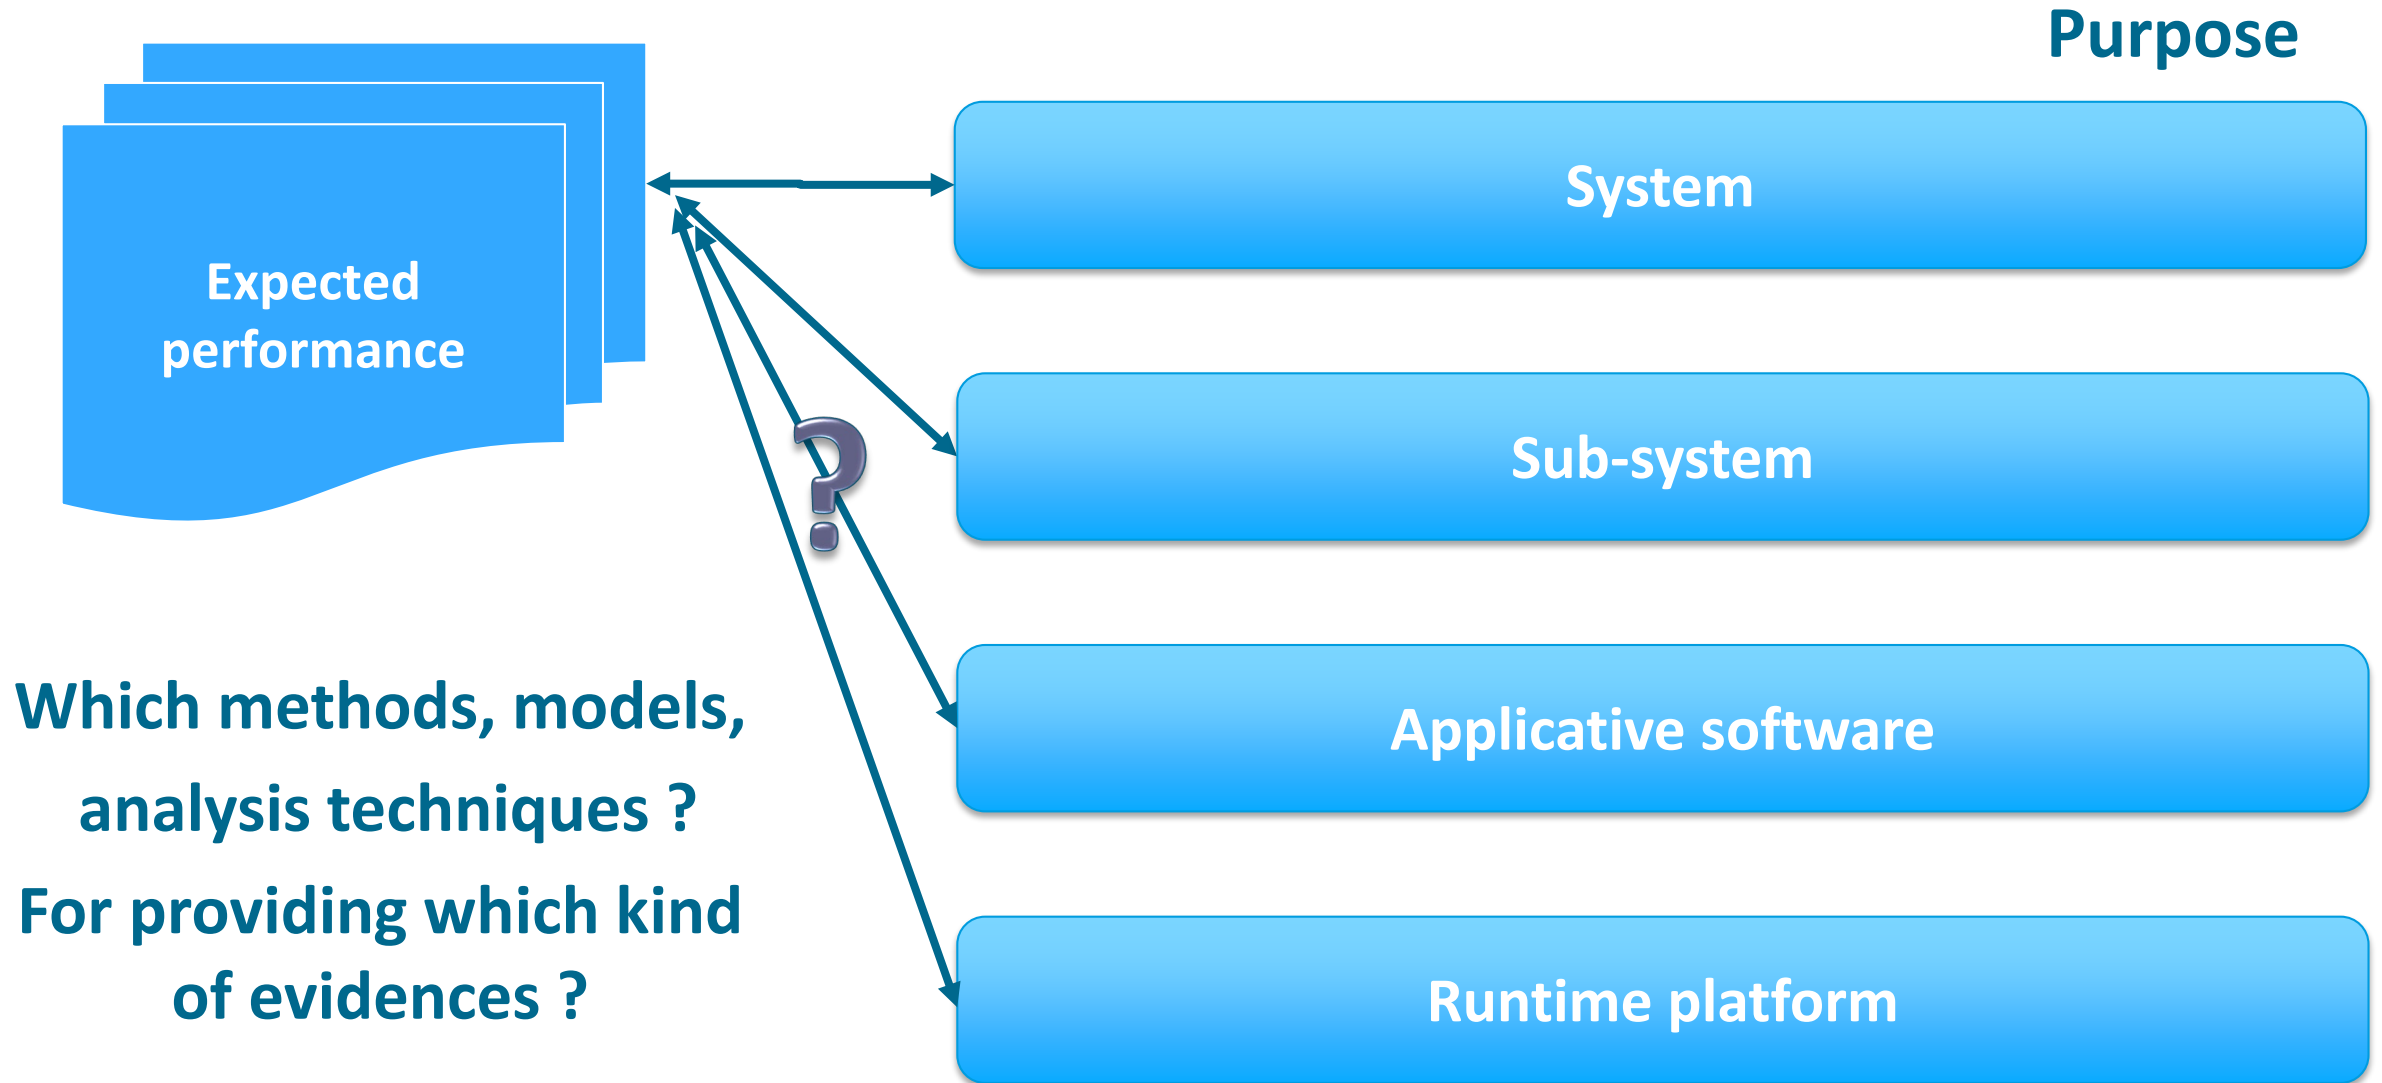 Purpose
Expected
performance
System
Sub-system
?
Applicative software
Runtime platform
Which methods, models,
analysis techniques ?
For providing which kind
of evidences ?